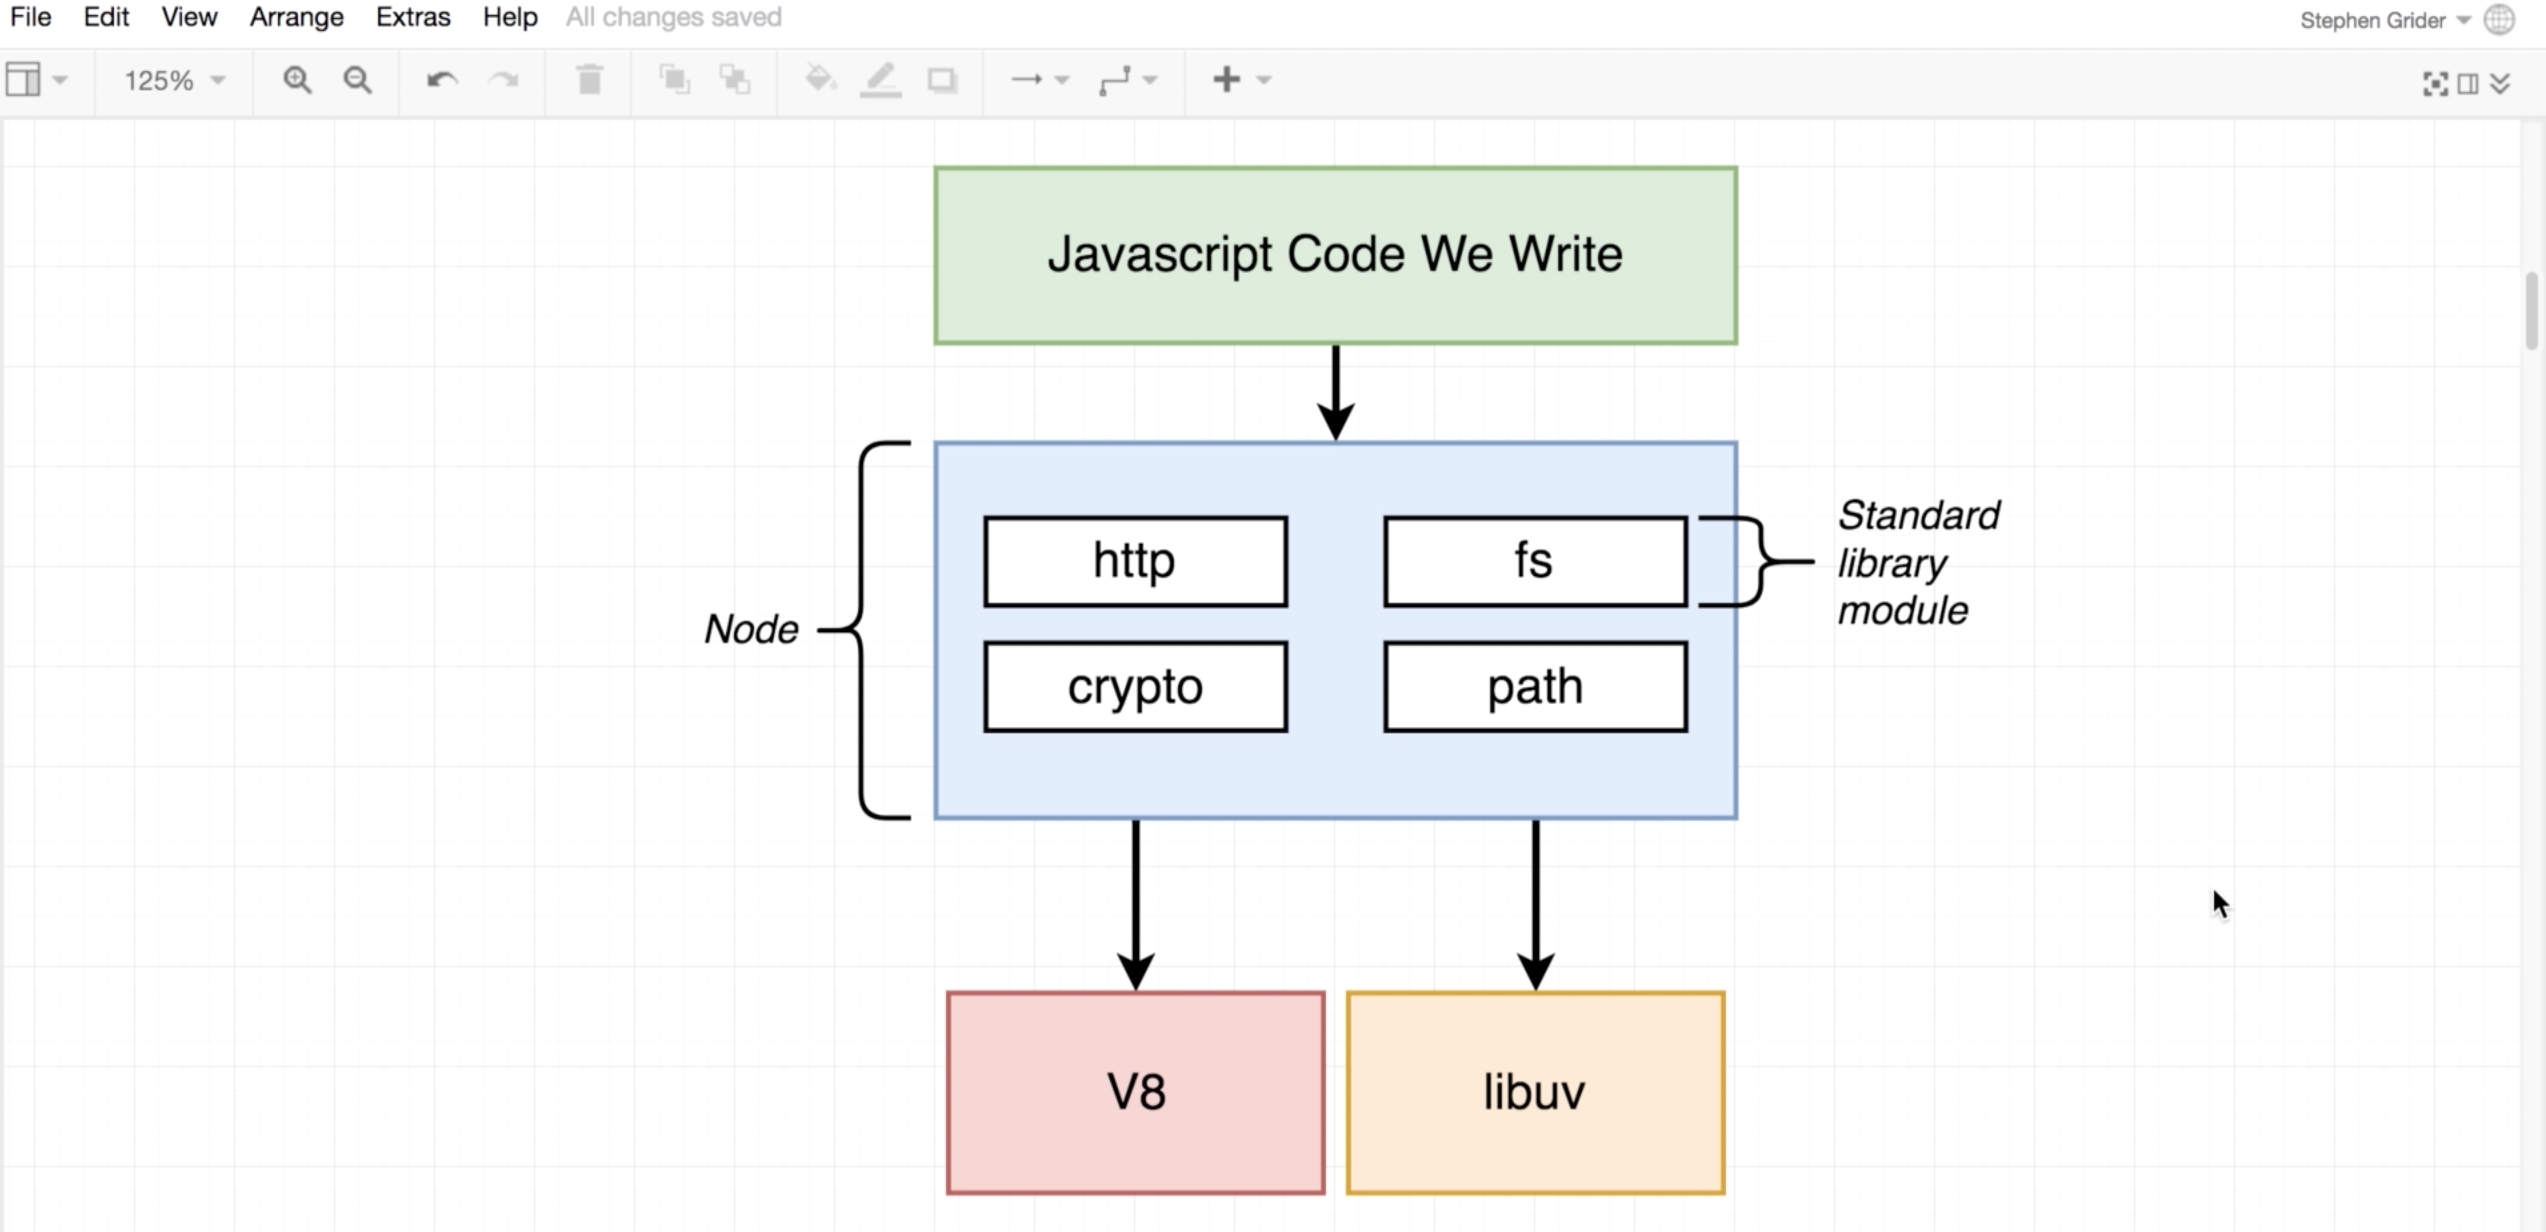 File Edit View Arrange Extras Help All changes saved
Stephen Grider
125%
Javascript Code We Write
Node
http
fs
crypto
path
Standard
library
module
V8
libuv